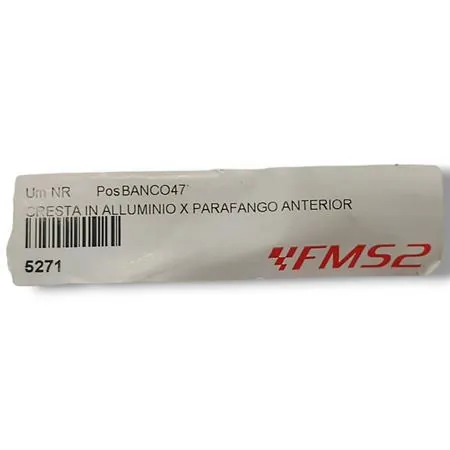 Um NR PosBANCO47
CRESTA IN ALLUMINIO X PARAFANGO ANTERIOR
5271
FMS2